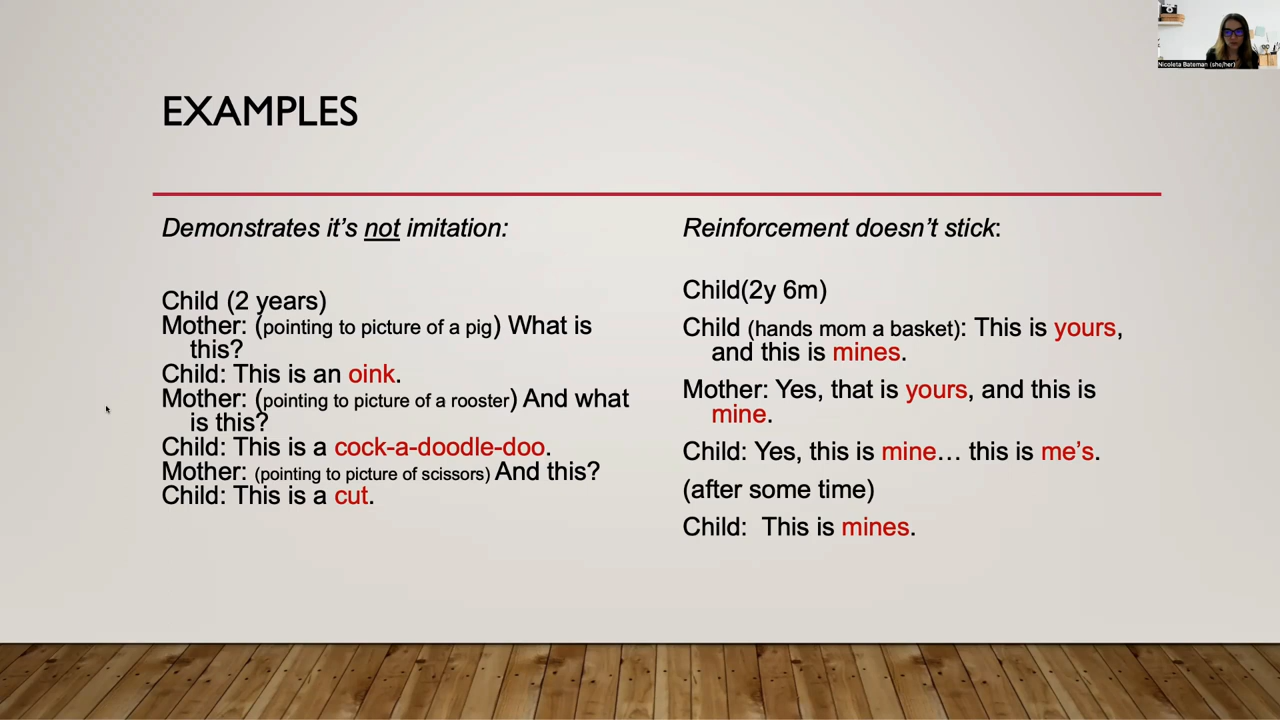 Nicoleta Bateman (she/her)
EXAMPLES
Demonstrates it's not imitation:
Child (2 years)
Mother: (pointing to picture of a pig) What is
this?
Child: This is an oink.
Mother: (pointing to picture of a rooster) And what
is this?
Child: This is a cock-a-doodle-doo.
Mother: (pointing to picture of scissors) And this?
Child: This is a cut.
Reinforcement doesn't stick:
Child(2y 6m)
Child (hands mom a basket): This is yours,
and this is mines.
Mother: Yes, that is yours, and this is
mine.
Child: Yes, this is mine… this is me's.
(after some time)
Child: This is mines.